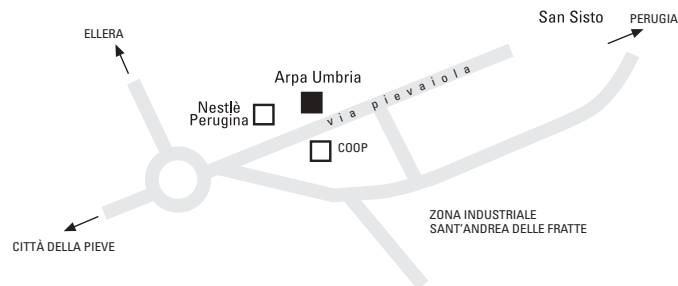 San Sisto
PERUGIA
ELLERA
Arpa Umbria
Nestlè
Perugina
via pievaiola
COOP
ZONA INDUSTRIALE
SANT'ANDREA DELLE FRATTE
CITTÀ DELLA PIEVE